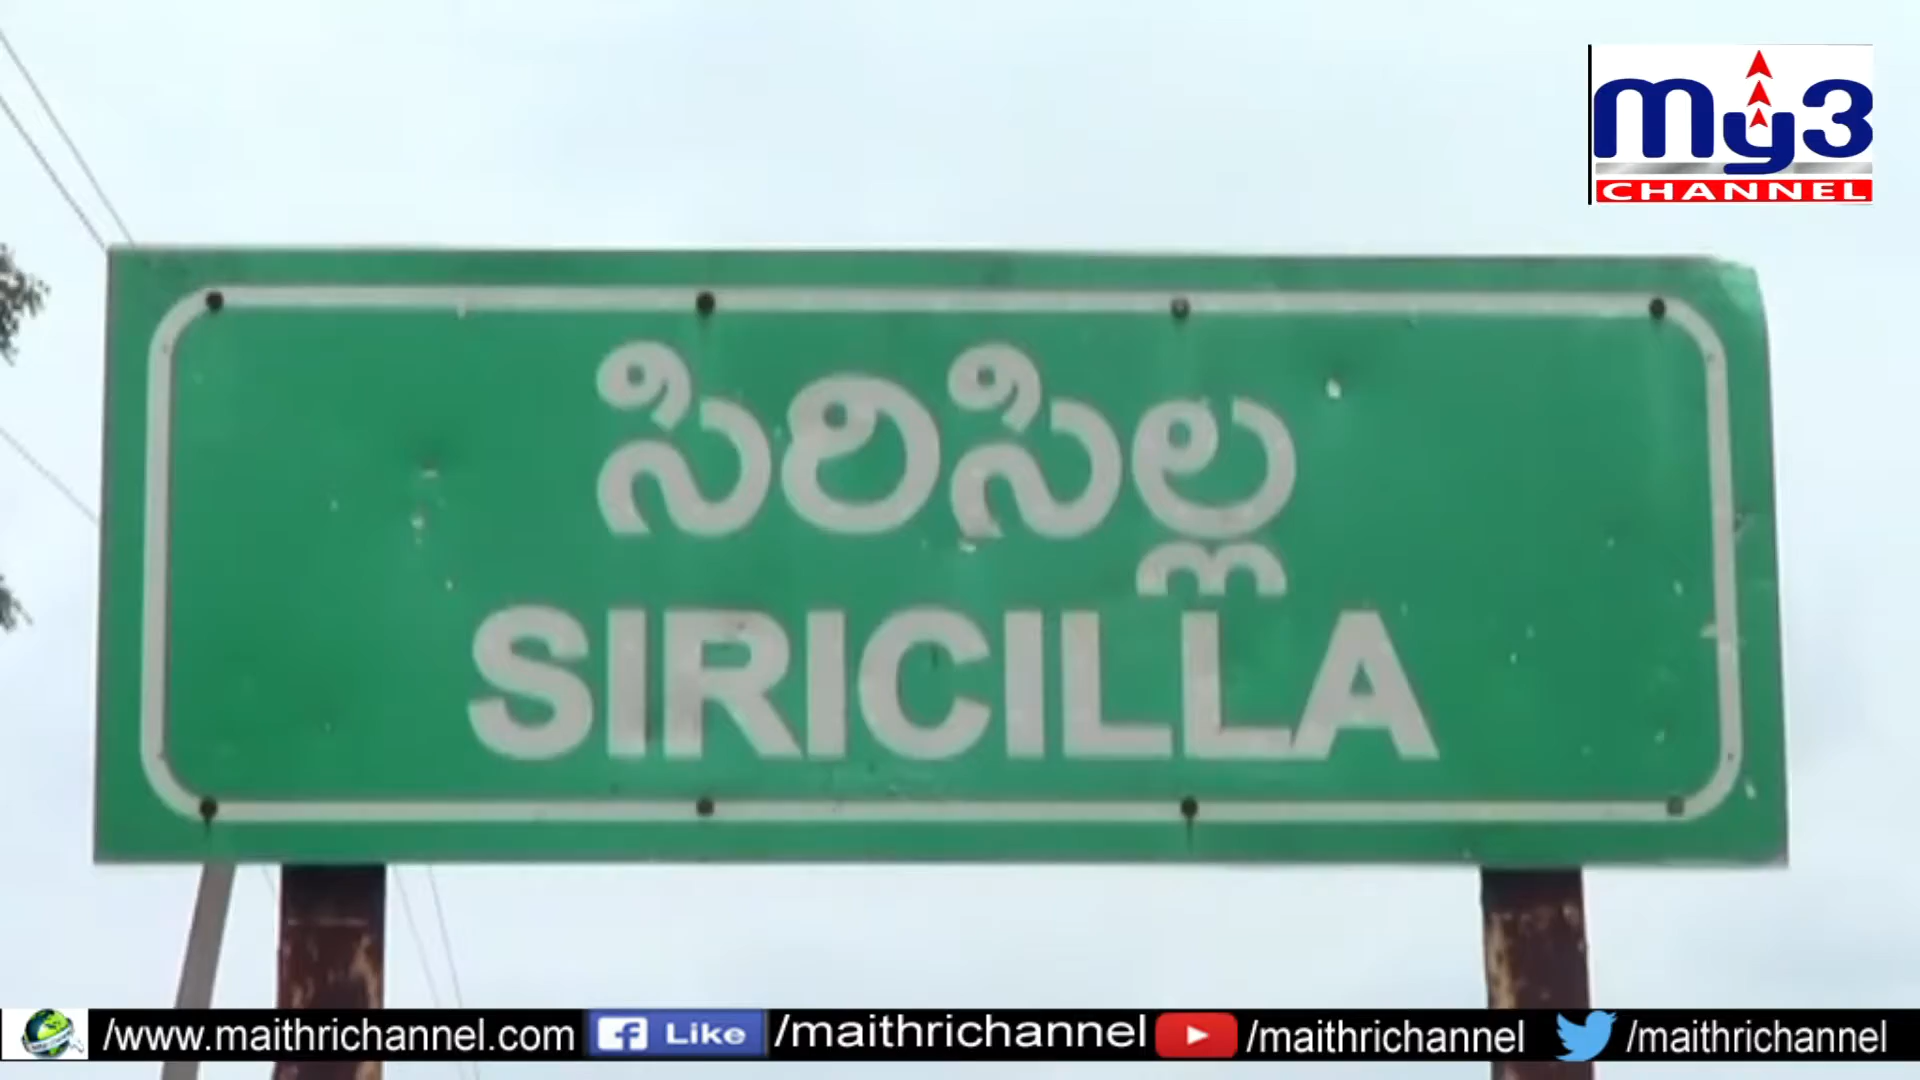 my3
CHANNEL
సిరిసిల్ల
SIRICILLA
/www.maithrichannel.com f Like /maithrichannel /maithrichannel /maithrichannel